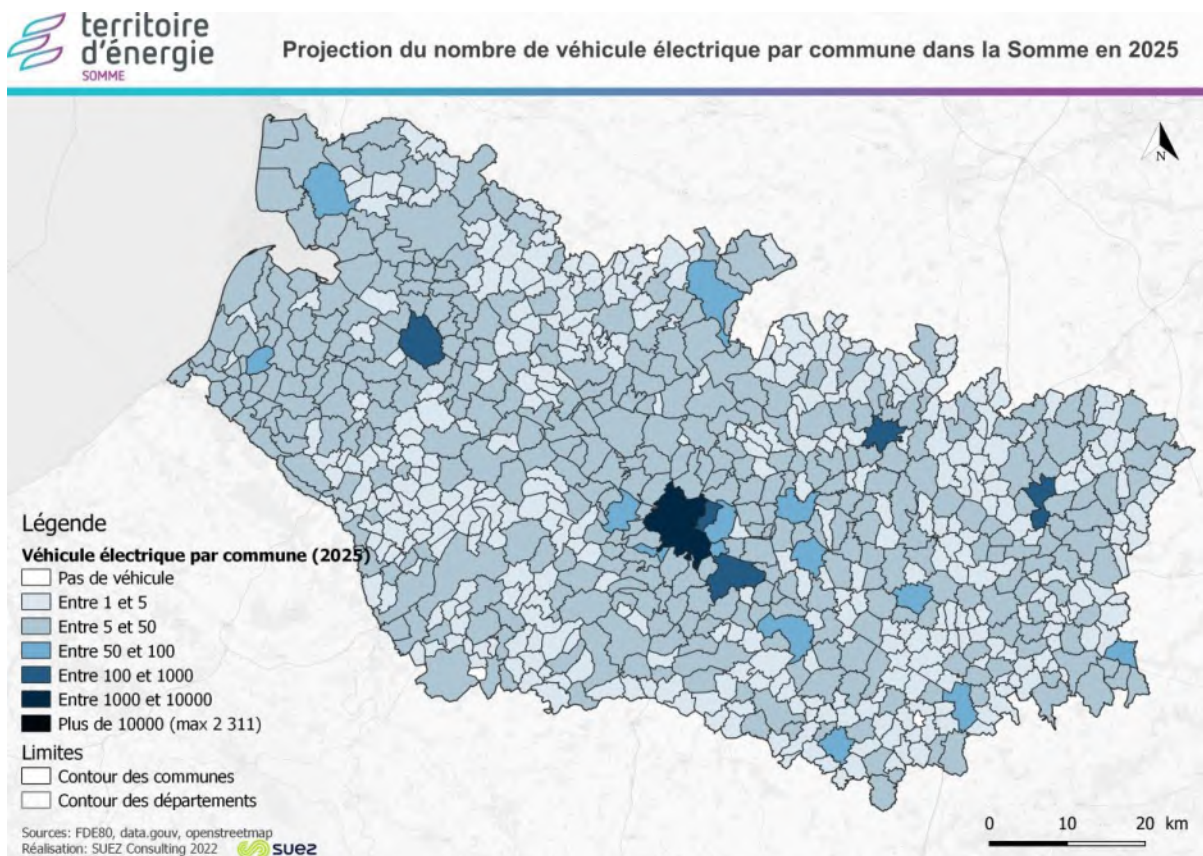 territoire
d'énergie
SOMME
Projection du nombre de véhicule électrique par commune dans la Somme en 2025
N
Légende
Véhicule électrique par commune (2025)
Pas de véhicule
Entre 1 et 5
Entre 5 et 50
Entre 50 et 100
Entre 100 et 1000
Entre 1000 et 10000
Plus de 10000 (max 2 311)
Limites
Contour des communes
Contour des départements
Sources: FDE80, data.gouv, openstreetmap
Réalisation: SUEZ Consulting 2022 suez
0 10 20 km